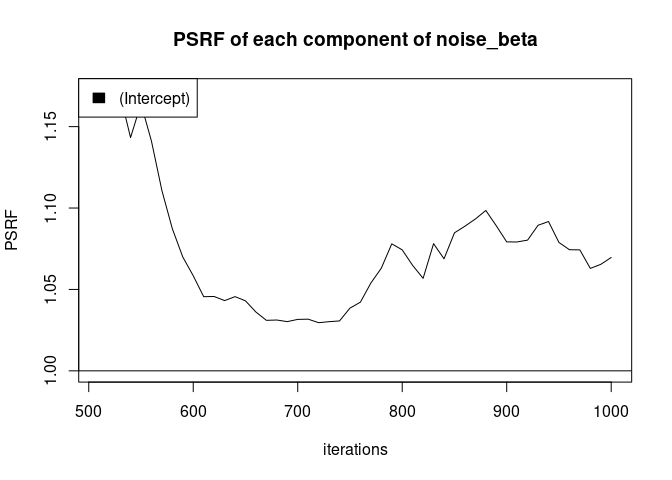 PSRF of each component of noise_beta
(Intercept)
PSRF
1.15
1.10
1.05
1.00
500 600 700 800 900 1000
iterations